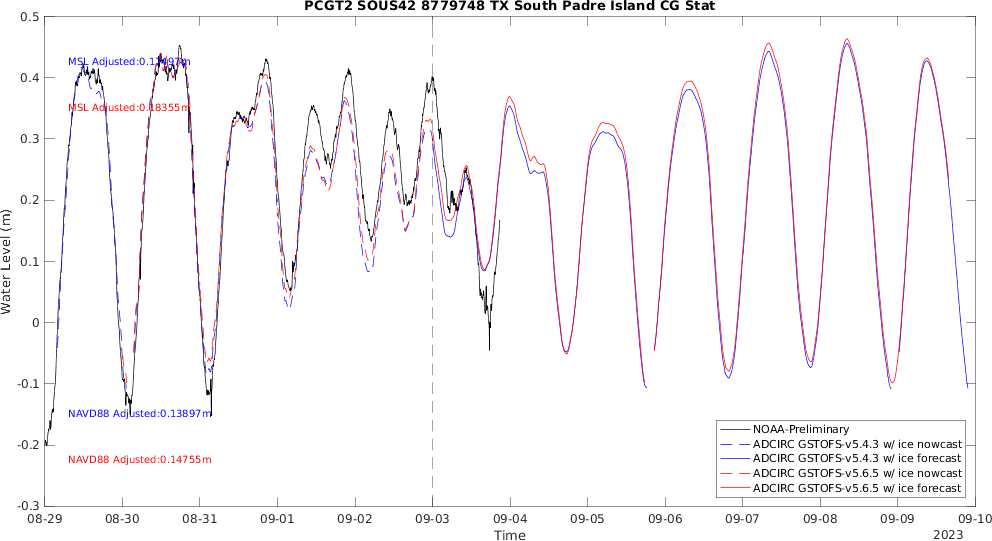 PCGT2 SOUS42 8779748 TX South Padre Island CG Stat
Water Level (m)
0.5
0.4
0.3
0.2
0.1
0
-0.1
-0.2
-0.3
MSL Adjusted:
MSL Adjusted:0.18355m
NAVD88 Adjusted:0.13897m
NAVD88 Adjusted:0.14755m
NOAA-Preliminary
ADCIRC GSTOFS-v5.4.3 w/ ice nowcast
ADCIRC GSTOFS-v5.4.3 w/ ice forecast
ADCIRC GSTOFS-v5.6.5 w/ ice nowcast
ADCIRC GSTOFS-v5.6.5 w/ ice forecast
08-29 08-30 08-31 09-01 09-02 09-03 09-04 09-05 09-06 09-07 09-08 09-09 09-10
Time
2023